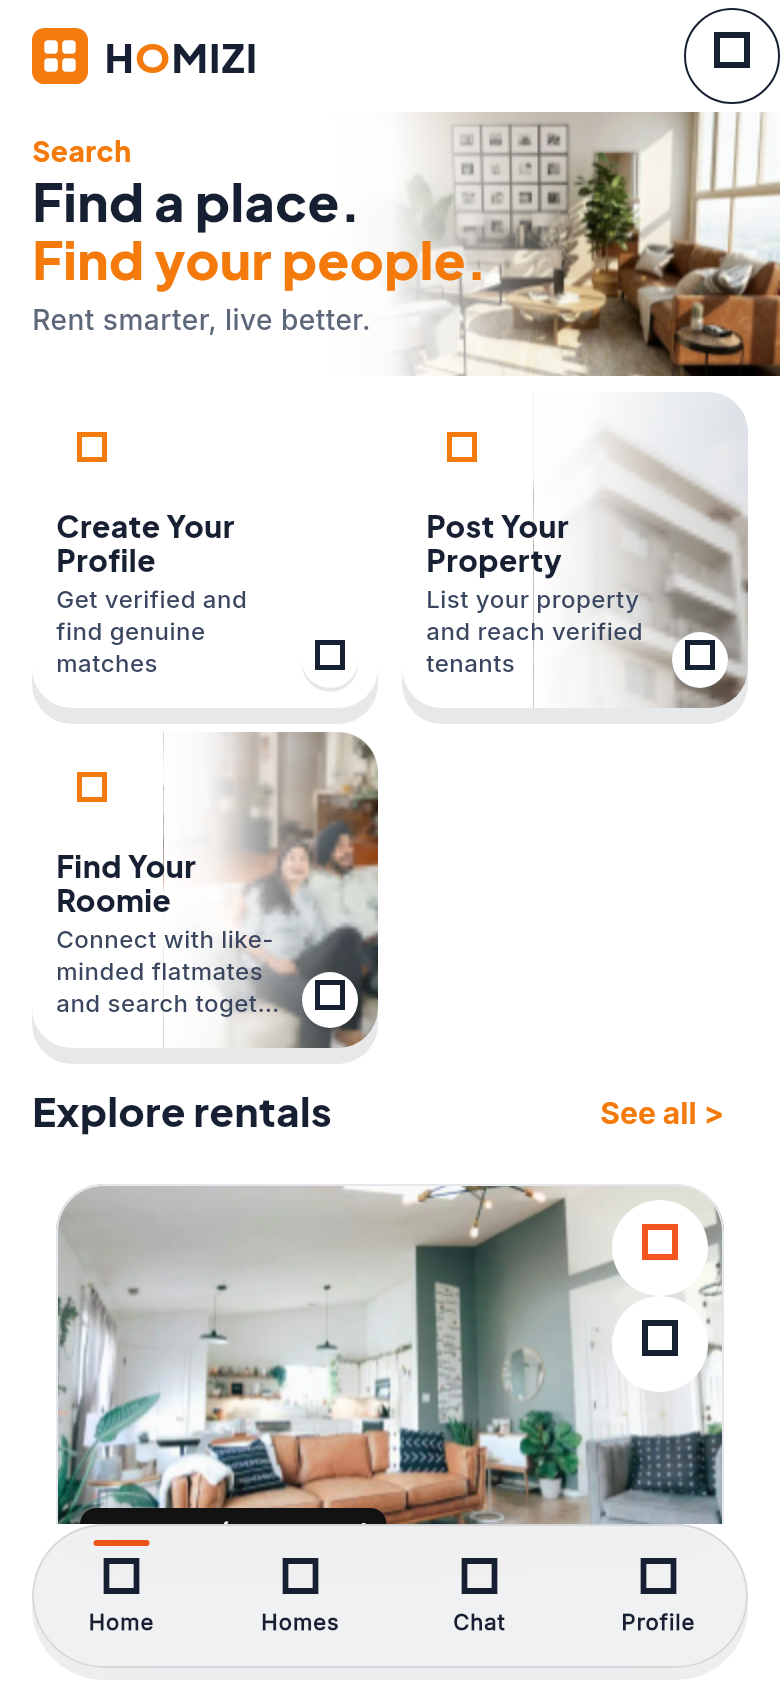 HOMIZI
Search
Find a place.
Find your people.
Rent smarter, live better.
Create Your
Profile
Get verified and
find genuine
matches
Post Your
Property
List your property
and reach verified
tenants
Find Your
Roomie
Connect with like-
minded flatmates
and search toget...
Explore rentals
See all >
Home
Homes
Chat
Profile